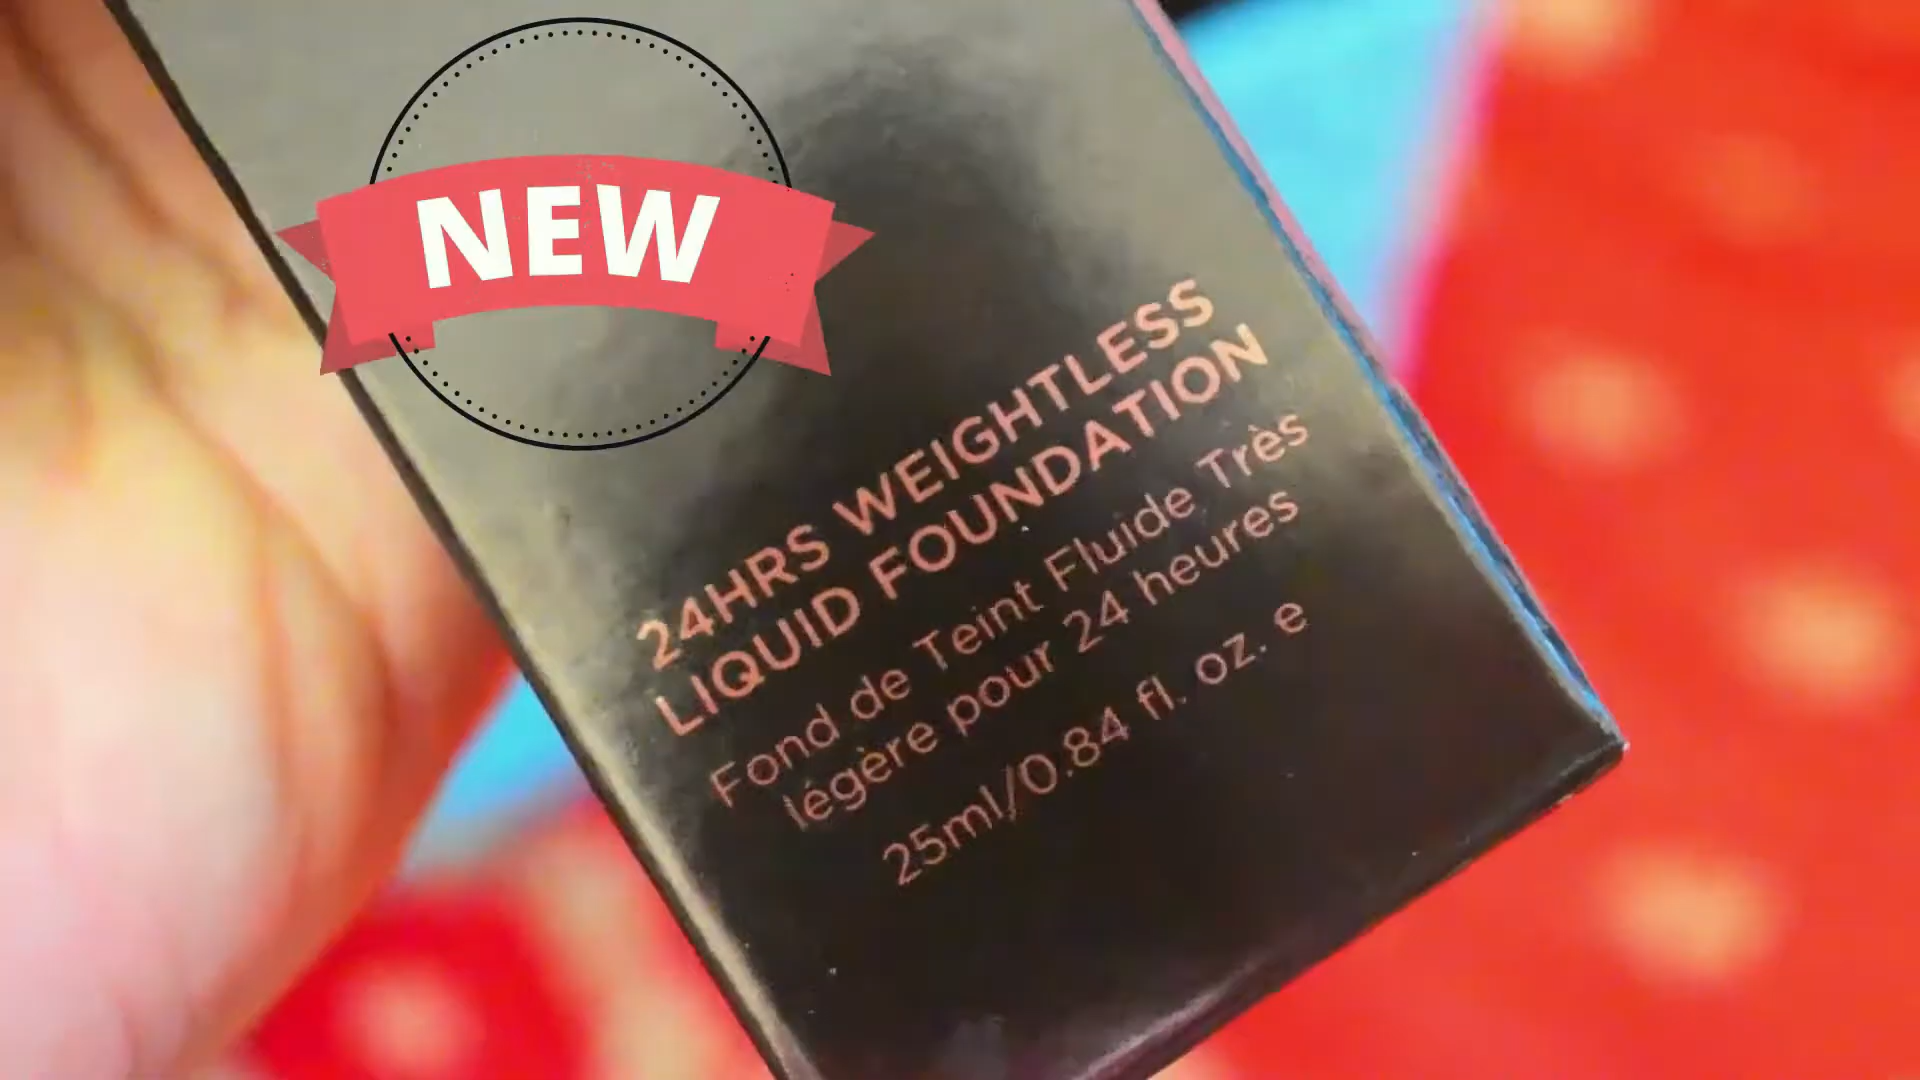 NEW
24HRS WEIGHTLESS
LIQUID FOUNDATION
Fond de Teint Fluide Très
légère pour 24 heures
25ml/0.84 fl. oz. e